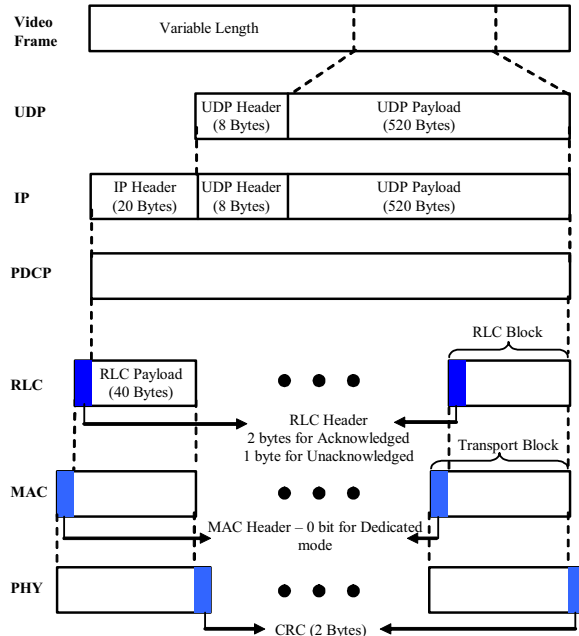 Video Frame
Variable Length
UDP
UDP Header
(8 Bytes)
UDP Payload
(520 Bytes)
IP
IP Header
(20 Bytes)
UDP Header
(8 Bytes)
UDP Payload
(520 Bytes)
PDCP
RLC Block
RLC
RLC Payload
(40 Bytes)
RLC Header
2 bytes for Acknowledged
1 byte for Unacknowledged
Transport Block
MAC
MAC Header – 0 bit for Dedicated
mode
PHY
CRC (2 Bytes)